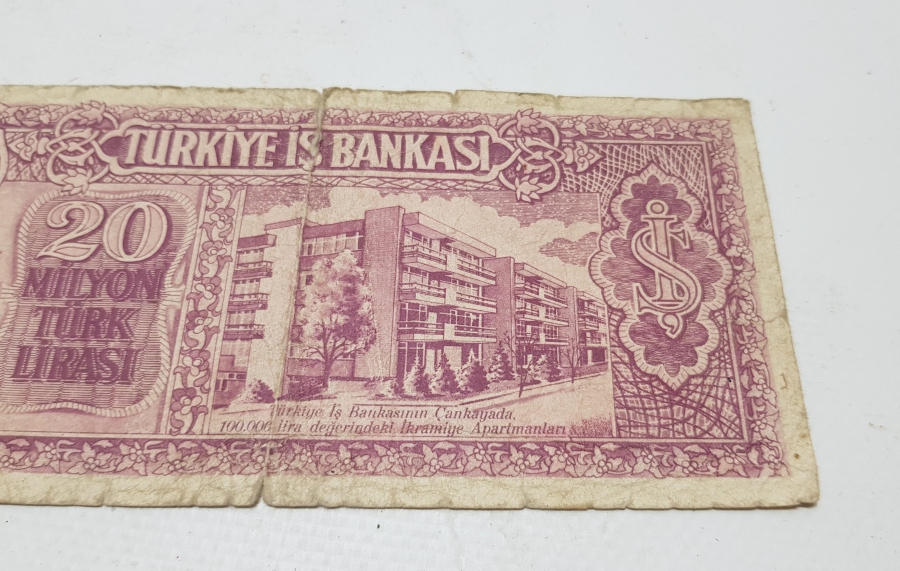 TÜRKİYE İŞ BANKASI
20
MİLYON
TÜRK
LİRASI
İŞ
Türkiye İş Bankasının Çankayada,
100.000 lira değerindeki İkramiye Apartmanları